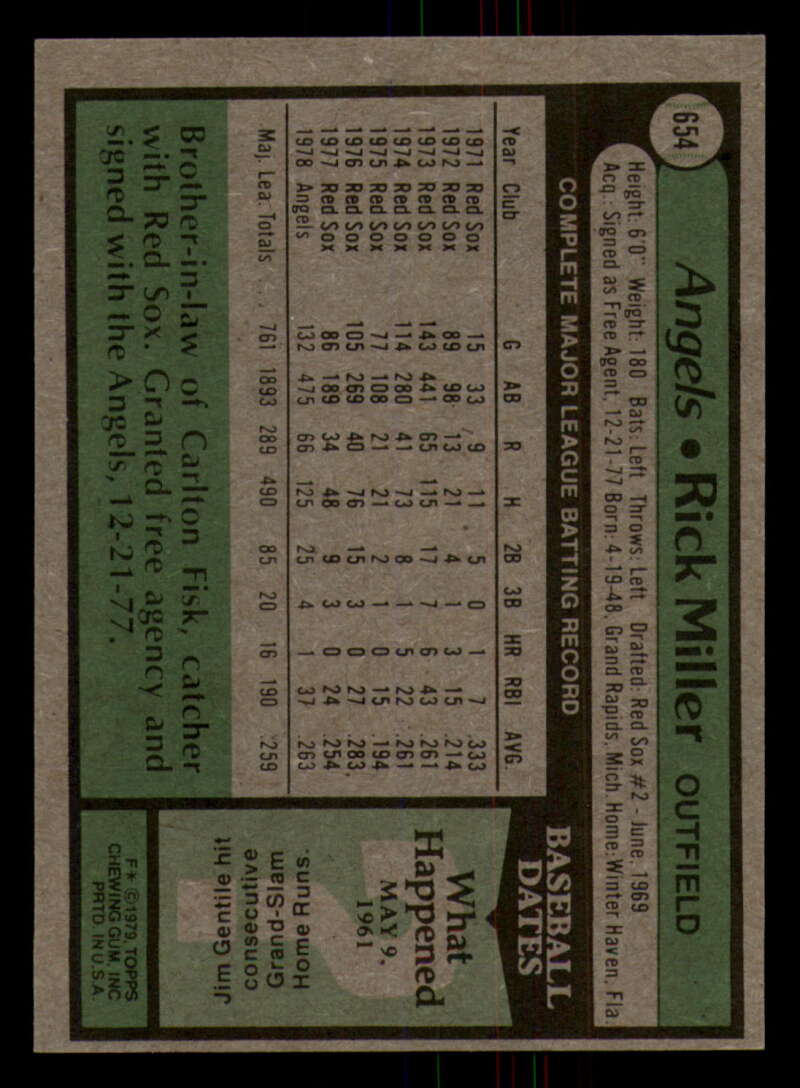 654
Angels • Rick Miller OUTFIELD
Height: 6'0" Weight: 180 Bats: Left Throws: Left Drafted: Red Sox #2 - June, 1969
Acq.: Signed as Free Agent, 12-21-77 Born: 4-19-48, Grand Rapids, Mich. Home: Winter Haven, Fla.
COMPLETE MAJOR LEAGUE BATTING RECORD
Year Club G AB R H 2B 3B HR RBI AVG.
1971 Red Sox 15 33 9 11 5 0 1 7 .333
1972 Red Sox 89 98 13 21 4 1 3 15 .214
1973 Red Sox 143 441 65 115 17 7 6 43 .261
1974 Red Sox 114 280 41 73 8 1 5 22 .261
1975 Red Sox 77 108 21 21 2 1 0 15 .194
1976 Red Sox 105 269 40 76 15 3 0 27 .283
1977 Red Sox 86 189 34 48 9 3 0 24 .254
1978 Angels 132 475 66 125 25 4 1 37 .263
Maj. Lea. Totals . . . 761 1893 289 490 85 20 16 190 .259
Brother-in-law of Carlton Fisk, catcher
with Red Sox. Granted free agency and
signed with the Angels, 12-21-77.
BASEBALL
DATES
What
Happened
MAY 9,
1961
Jim Gentile hit
consecutive
Grand-Slam
Home Runs.
F* ©1979 TOPPS
CHEWING GUM, INC
PRTD. IN U.S.A.